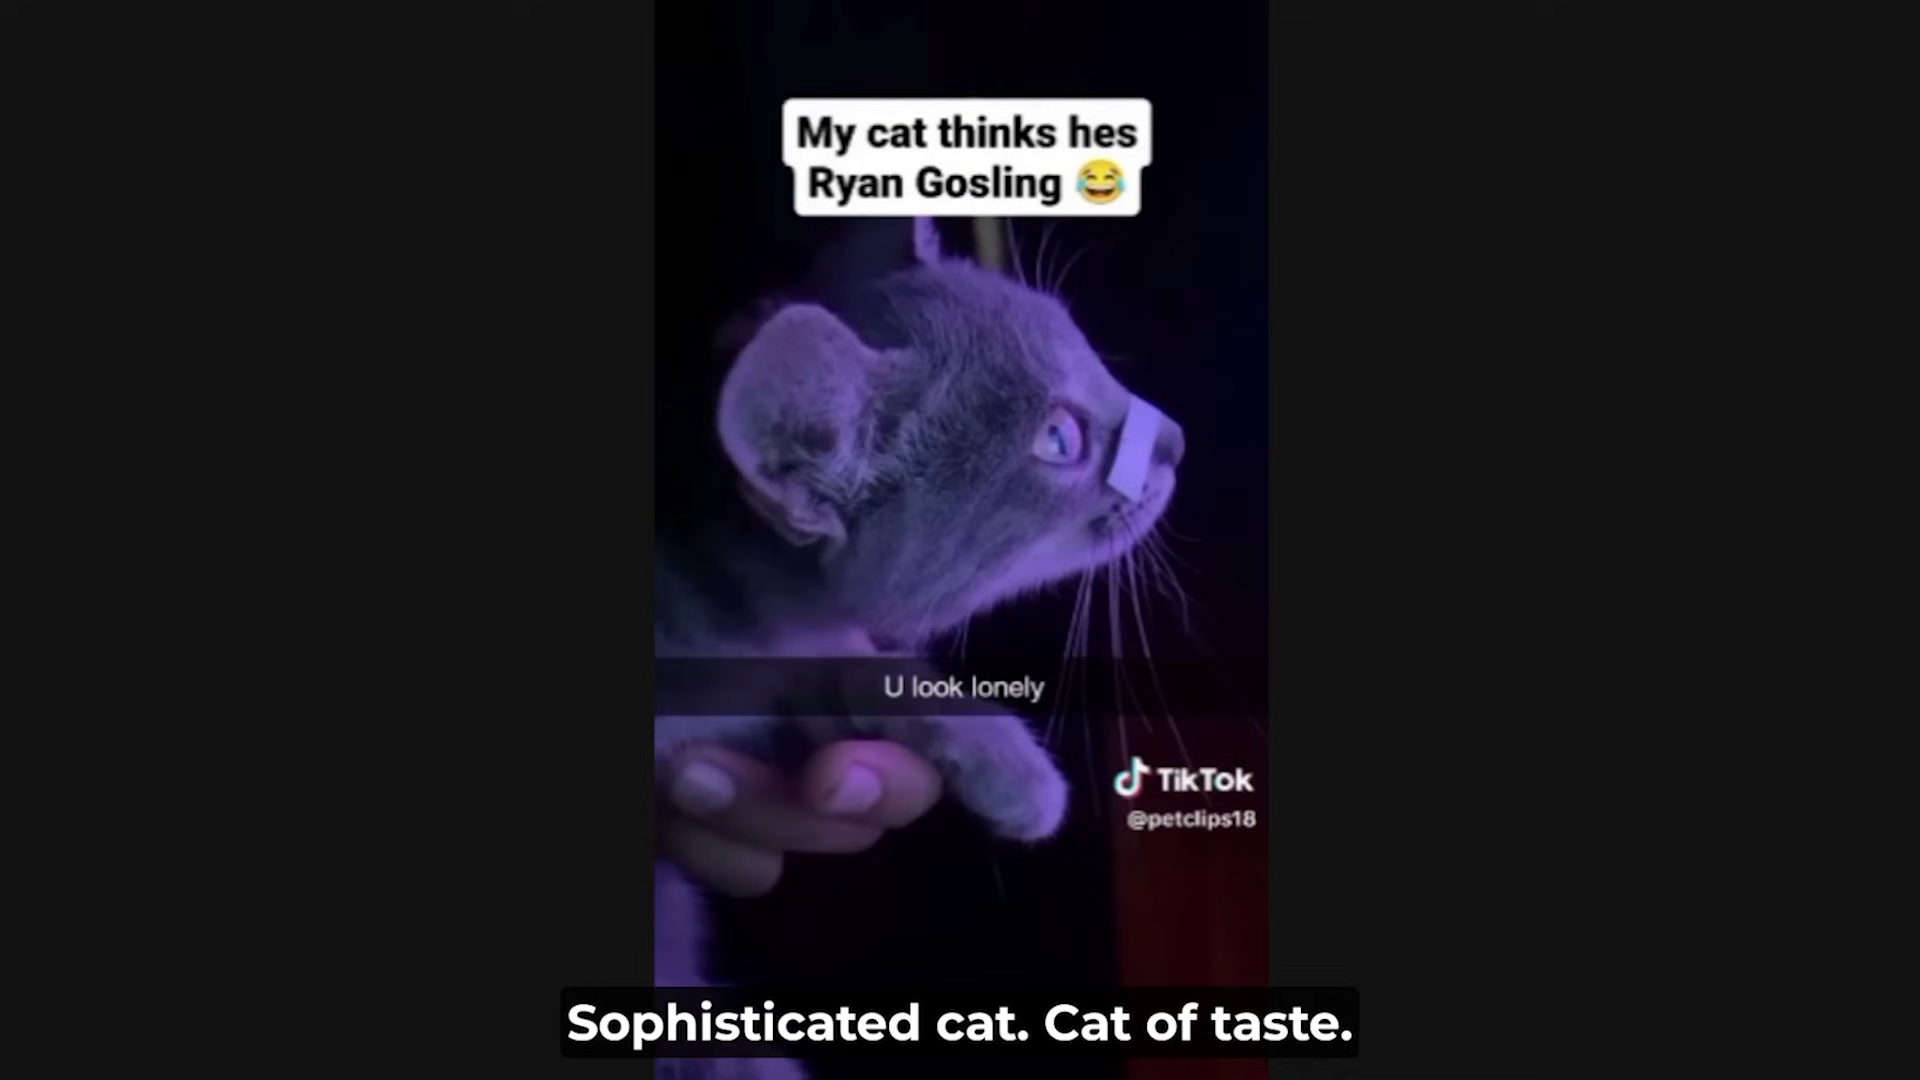 My cat thinks hes
Ryan Gosling 😂
U look lonely
TikTok
@petclips18
Sophisticated cat. Cat of taste.